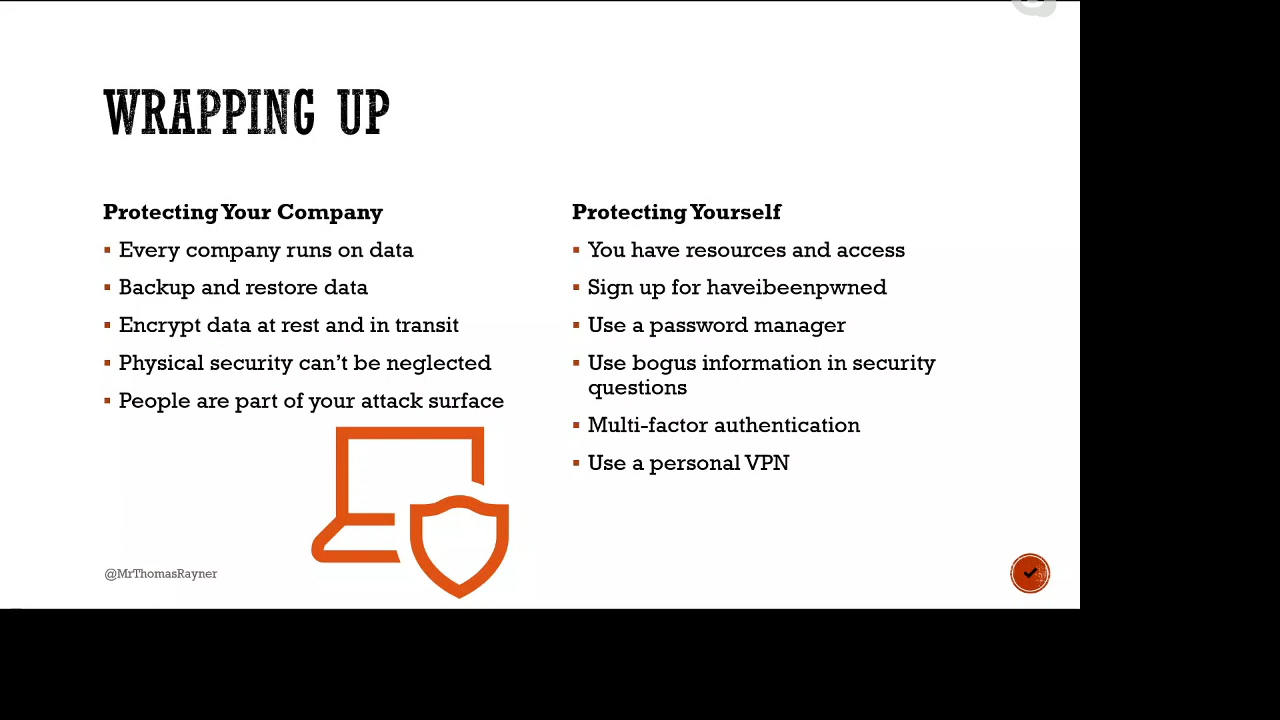 WRAPPING UP
Protecting Your Company
Every company runs on data
Backup and restore data
Encrypt data at rest and in transit
Physical security can't be neglected
People are part of your attack surface
Protecting Yourself
You have resources and access
Sign up for haveibeenpwned
Use a password manager
Use bogus information in security
questions
Multi-factor authentication
Use a personal VPN
@MrThomasRayner